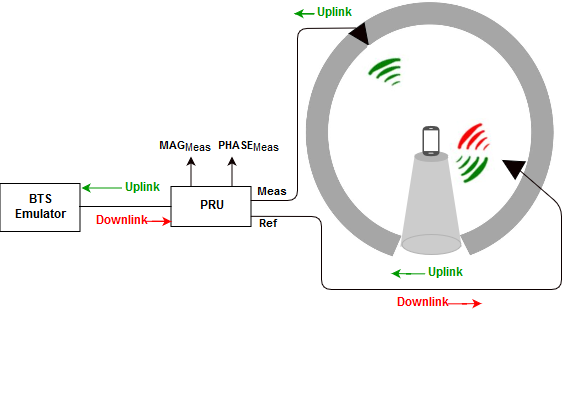 Uplink
MAGMeas PHASEMeas
Uplink
BTS
Emulator
Downlink
PRU
Meas
Ref
Uplink
Downlink